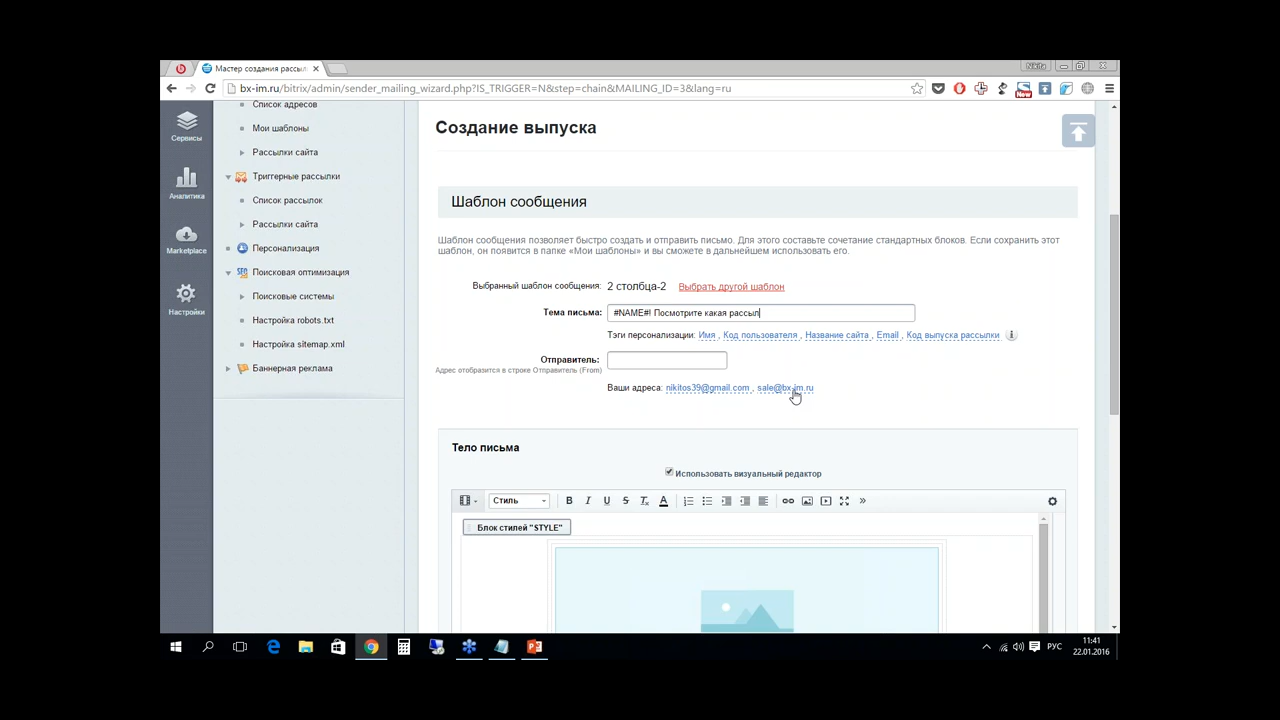 Мастер создания рассыл
Nikita
bx-im.ru/bitrix/admin/sender_mailing_wizard.php?IS_TRIGGER=N&step=chain&MAILING_ID=3&lang=ru
New
Сервисы
Аналитика
Marketplace
Настройки
Список адресов
Мои шаблоны
Рассылки сайта
Триггерные рассылки
Список рассылок
Рассылки сайта
Персонализация
SEO
Поисковая оптимизация
Поисковые системы
Настройка robots.txt
Настройка sitemap.xml
Баннерная реклама
Создание выпуска
Шаблон сообщения
Шаблон сообщения позволяет быстро создать и отправить письмо. Для этого составьте сочетание стандартных блоков. Если сохранить этот
шаблон, он появится в папке «Мои шаблоны» и вы сможете в дальнейшем использовать его.
Выбранный шаблон сообщения: 2 столбца-2 Выбрать другой шаблон
Тема письма: #NAME#! Посмотрите какая рассыл
Тэги персонализации: Имя , Код пользователя , Название сайта , Email , Код выпуска рассылки
Отправитель:
Адрес отобразится в строке Отправитель (From)
Ваши адреса: nikitos39@gmail.com , sale@bx-im.ru
Тело письма
Использовать визуальный редактор
Стиль B I U S Tx A »
Блок стилей "STYLE"
РУС
11:41
22.01.2016